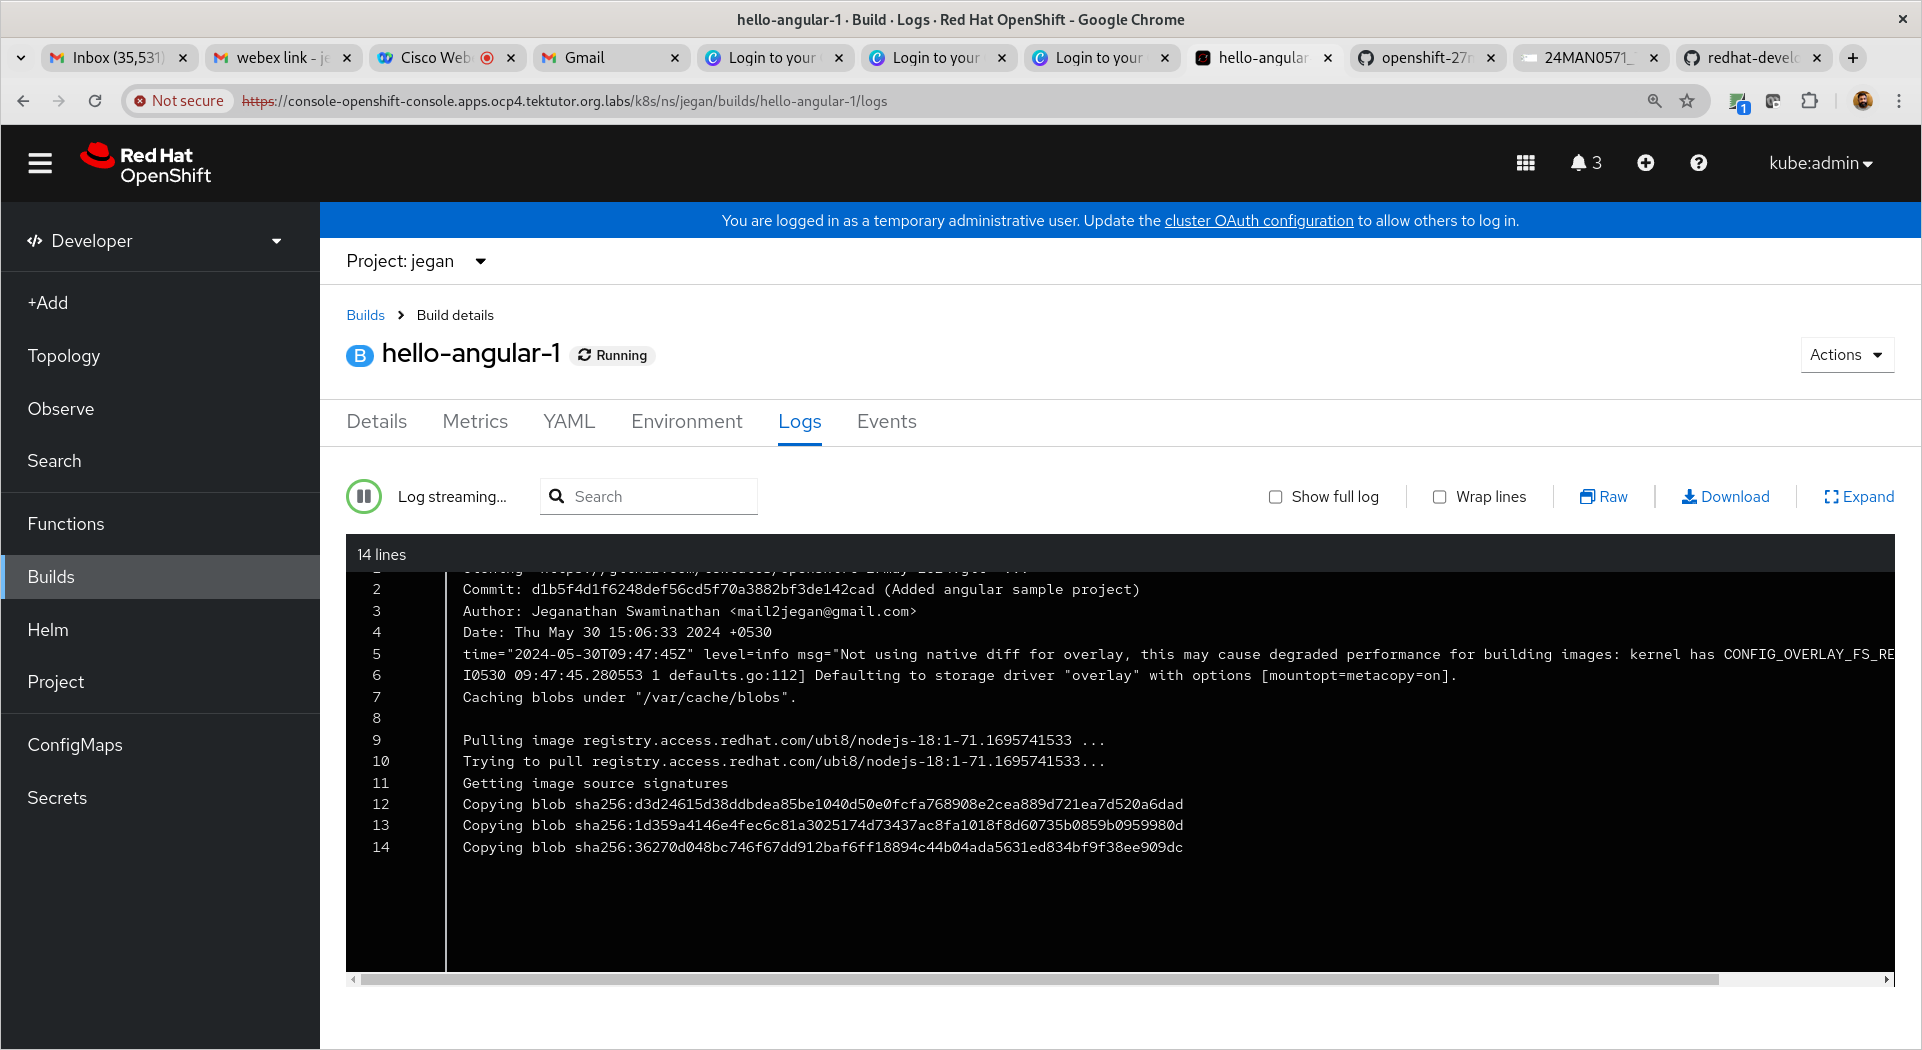 hello-angular-1 · Build · Logs · Red Hat OpenShift - Google Chrome
Inbox (35,531)
webex link - je
Cisco Web
Gmail
Login to your
Login to your
Login to your
hello-angular
openshift-27
24MAN0571_
redhat-devel
Not secure
https://console-openshift-console.apps.ocp4.tektutor.org.labs/k8s/ns/jegan/builds/hello-angular-1/logs
1
Red Hat
OpenShift
3
kube:admin
Developer
+Add
Topology
Observe
Search
Functions
Builds
Helm
Project
ConfigMaps
Secrets
You are logged in as a temporary administrative user. Update the cluster OAuth configuration to allow others to log in.
Project: jegan
Builds > Build details
B hello-angular-1 Running
Actions
Details Metrics YAML Environment Logs Events
Log streaming...
Search
Show full log
Wrap lines
Raw
Download
Expand
14 lines
2 Commit: d1b5f4d1f6248def56cd5f70a3882bf3de142cad (Added angular sample project)
3 Author: Jeganathan Swaminathan <mail2jegan@gmail.com>
4 Date: Thu May 30 15:06:33 2024 +0530
5 time="2024-05-30T09:47:45Z" level=info msg="Not using native diff for overlay, this may cause degraded performance for building images: kernel has CONFIG_OVERLAY_FS_RE
6 I0530 09:47:45.280553 1 defaults.go:112] Defaulting to storage driver "overlay" with options [mountopt=metacopy=on].
7 Caching blobs under "/var/cache/blobs".
8
9 Pulling image registry.access.redhat.com/ubi8/nodejs-18:1-71.1695741533 ...
10 Trying to pull registry.access.redhat.com/ubi8/nodejs-18:1-71.1695741533...
11 Getting image source signatures
12 Copying blob sha256:d3d24615d38ddbdea85be1040d50e0fcfa768908e2cea889d721ea7d520a6dad
13 Copying blob sha256:1d359a4146e4fec6c81a3025174d73437ac8fa1018f8d60735b0859b0959980d
14 Copying blob sha256:36270d048bc746f67dd912baf6ff18894c44b04ada5631ed834bf9f38ee909dc